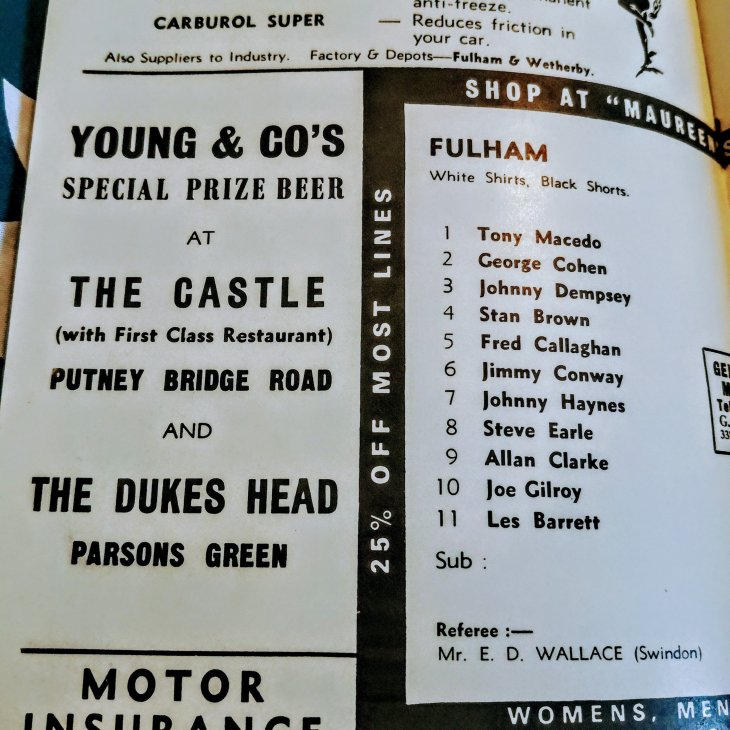 anti-freeze.
CARBUROL SUPER — Reduces friction in
your car.
Also Suppliers to Industry. Factory & Depots—Fulham & Wetherby.
YOUNG & CO'S
SPECIAL PRIZE BEER
AT
THE CASTLE
(with First Class Restaurant)
PUTNEY BRIDGE ROAD
AND
THE DUKES HEAD
PARSONS GREEN
MOTOR
INSURANCE
25% OFF MOST LINES
SHOP AT "MAUREEN'S
FULHAM
White Shirts, Black Shorts.
1 Tony Macedo
2 George Cohen
3 Johnny Dempsey
4 Stan Brown
5 Fred Callaghan
6 Jimmy Conway
7 Johnny Haynes
8 Steve Earle
9 Allan Clarke
10 Joe Gilroy
11 Les Barrett
Sub :
Referee :—
Mr. E. D. WALLACE (Swindon)
WOMENS, MEN